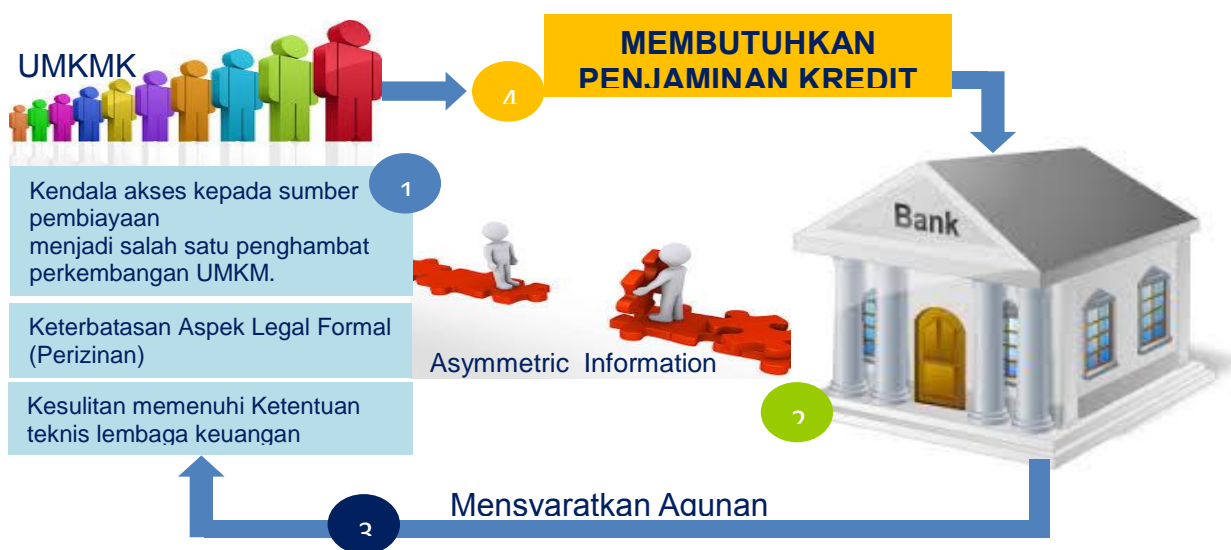 UMKMK
4
MEMBUTUHKAN
PENJAMINAN KREDIT
1
Kendala akses kepada sumber
pembiayaan
menjadi salah satu penghambat
perkembangan UMKM.
Bank
Keterbatasan Aspek Legal Formal
(Perizinan)
Asymmetric Information
Kesulitan memenuhi Ketentuan
teknis lembaga keuangan
2
Mensyaratkan Agunan
3